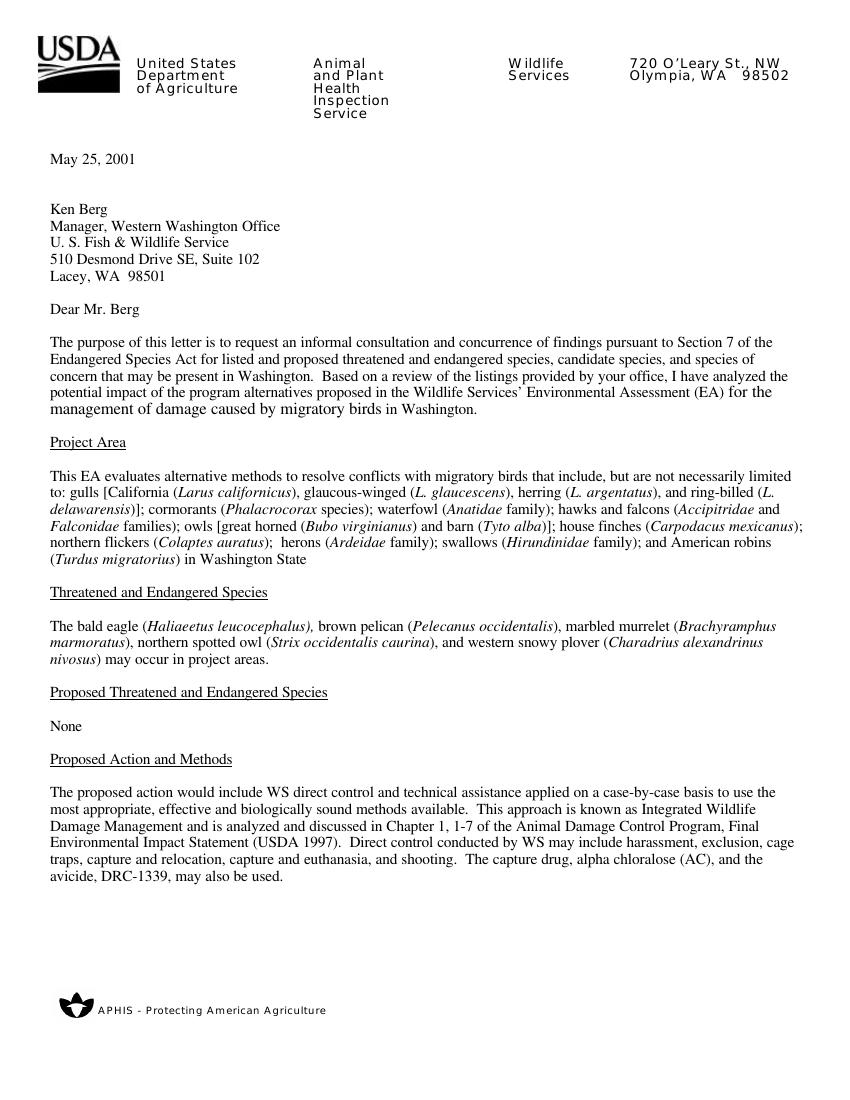 USDA
United States
Department
of Agriculture
Animal
and Plant
Health
Inspection
Service
Wildlife
Services
720 O'Leary St., NW
Olympia, WA  98502
May 25, 2001
Ken Berg
Manager, Western Washington Office
U. S. Fish & Wildlife Service
510 Desmond Drive SE, Suite 102
Lacey, WA  98501
Dear Mr. Berg
The purpose of this letter is to request an informal consultation and concurrence of findings pursuant to Section 7 of the
Endangered Species Act for listed and proposed threatened and endangered species, candidate species, and species of
concern that may be present in Washington.  Based on a review of the listings provided by your office, I have analyzed the
potential impact of the program alternatives proposed in the Wildlife Services' Environmental Assessment (EA) for the
management of damage caused by migratory birds in Washington.
Project Area
This EA evaluates alternative methods to resolve conflicts with migratory birds that include, but are not necessarily limited
to: gulls [California (Larus californicus), glaucous-winged (L. glaucescens), herring (L. argentatus), and ring-billed (L.
delawarensis)]; cormorants (Phalacrocorax species); waterfowl (Anatidae family); hawks and falcons (Accipitridae and
Falconidae families); owls [great horned (Bubo virginianus) and barn (Tyto alba)]; house finches (Carpodacus mexicanus);
northern flickers (Colaptes auratus);  herons (Ardeidae family); swallows (Hirundinidae family); and American robins
(Turdus migratorius) in Washington State
Threatened and Endangered Species
The bald eagle (Haliaeetus leucocephalus), brown pelican (Pelecanus occidentalis), marbled murrelet (Brachyramphus
marmoratus), northern spotted owl (Strix occidentalis caurina), and western snowy plover (Charadrius alexandrinus
nivosus) may occur in project areas.
Proposed Threatened and Endangered Species
None
Proposed Action and Methods
The proposed action would include WS direct control and technical assistance applied on a case-by-case basis to use the
most appropriate, effective and biologically sound methods available.  This approach is known as Integrated Wildlife
Damage Management and is analyzed and discussed in Chapter 1, 1-7 of the Animal Damage Control Program, Final
Environmental Impact Statement (USDA 1997).  Direct control conducted by WS may include harassment, exclusion, cage
traps, capture and relocation, capture and euthanasia, and shooting.  The capture drug, alpha chloralose (AC), and the
avicide, DRC-1339, may also be used.
APHIS - Protecting American Agriculture